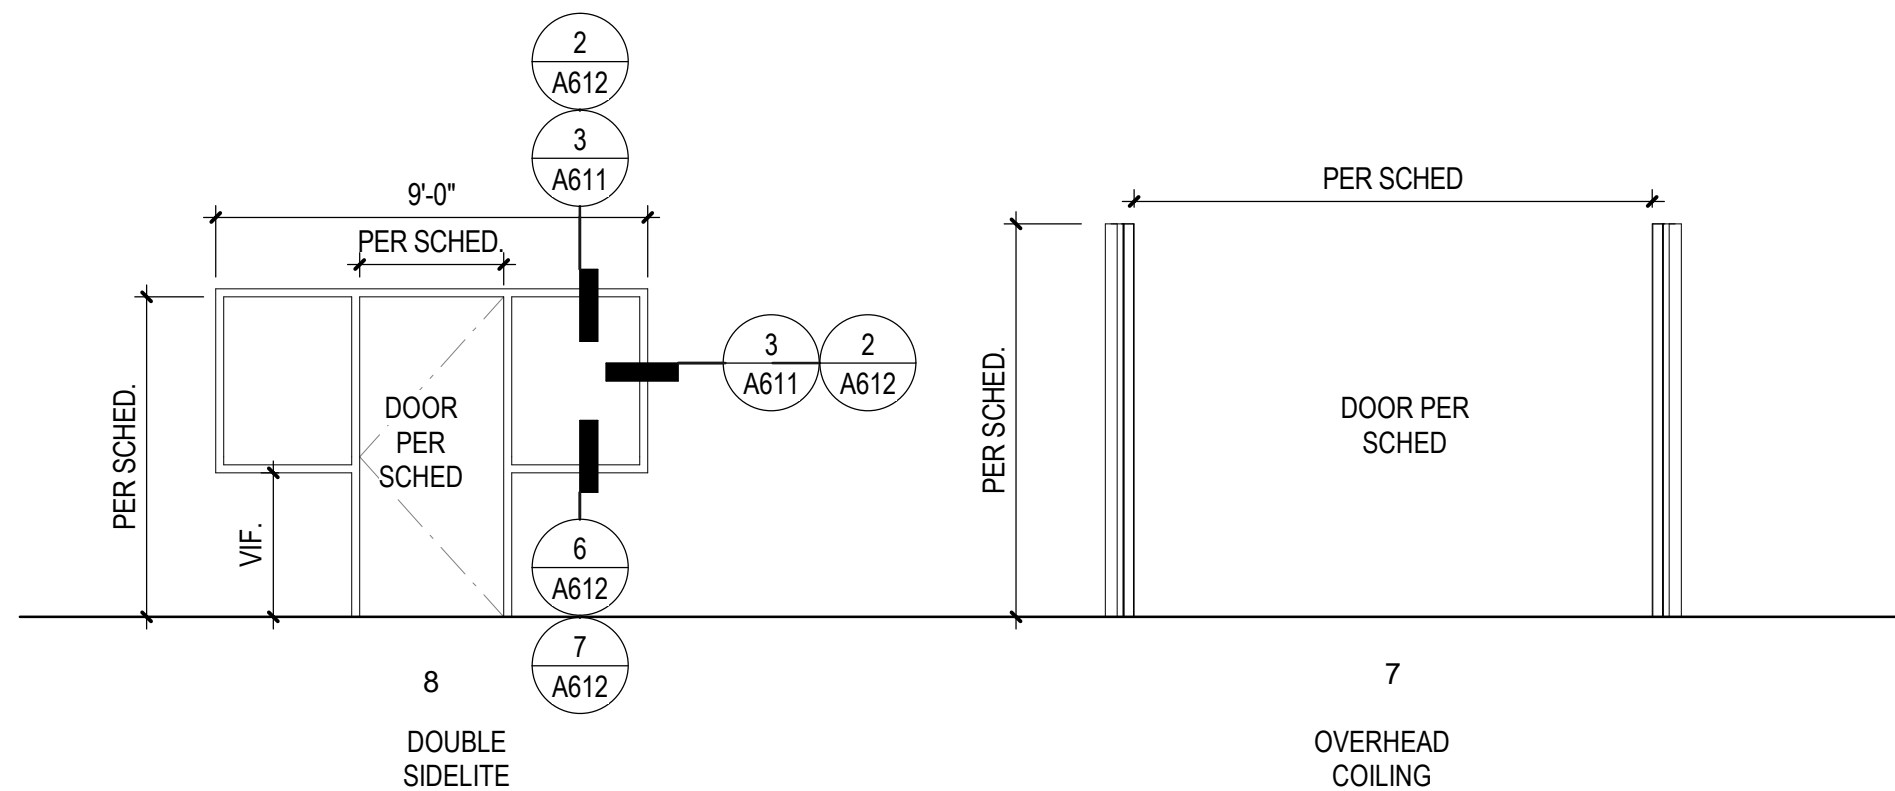 2
A612
3
A611
9'-0"
PER SCHED.
PER SCHED.
DOOR
PER
SCHED
VIF.
3
A611
2
A612
6
A612
7
A612
8
DOUBLE
SIDELITE
PER SCHED
PER SCHED.
DOOR PER
SCHED
7
OVERHEAD
COILING